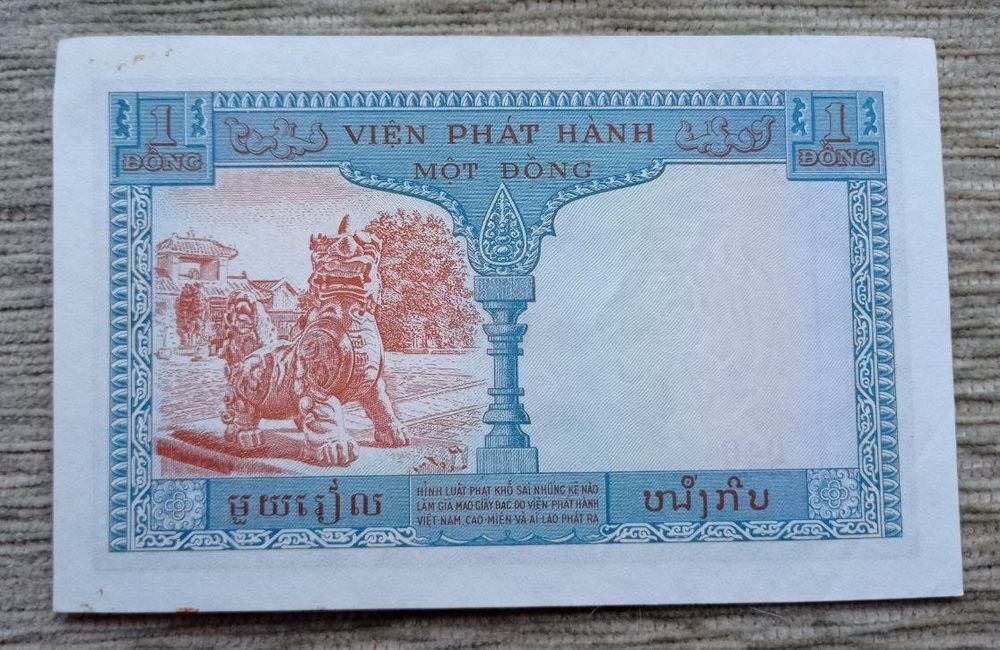 1 VIỆN PHÁT HÀNH 1
ĐỒNG MỘT ĐỒNG ĐỒNG
មួយរៀល
HÌNH LUẬT PHẠT KHỔ SAI NHỮNG KẺ NÀO
LÀM GIẢ MẠO GIẤY BẠC DO VIỆN PHÁT HÀNH
VIỆT-NAM, CAO-MIÊN VÀ AI-LAO PHÁT RA
ໜຶ່ງກີບ